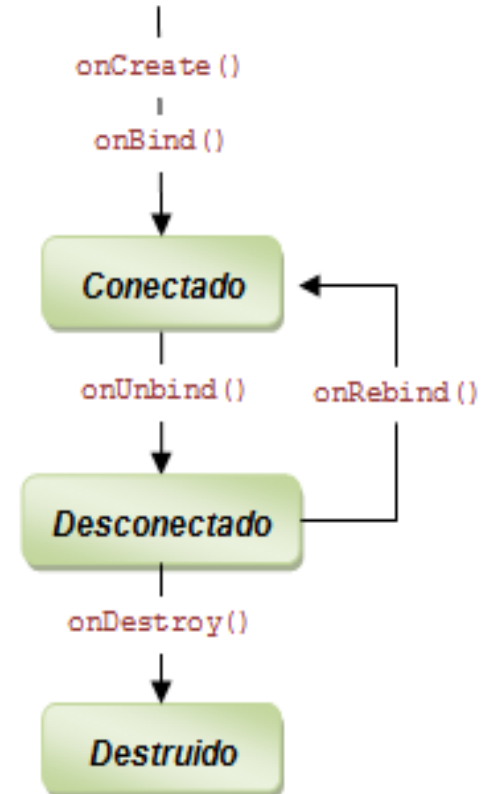 onCreate()
onBind()
Conectado
onUnbind()
onRebind()
Desconectado
onDestroy()
Destruido